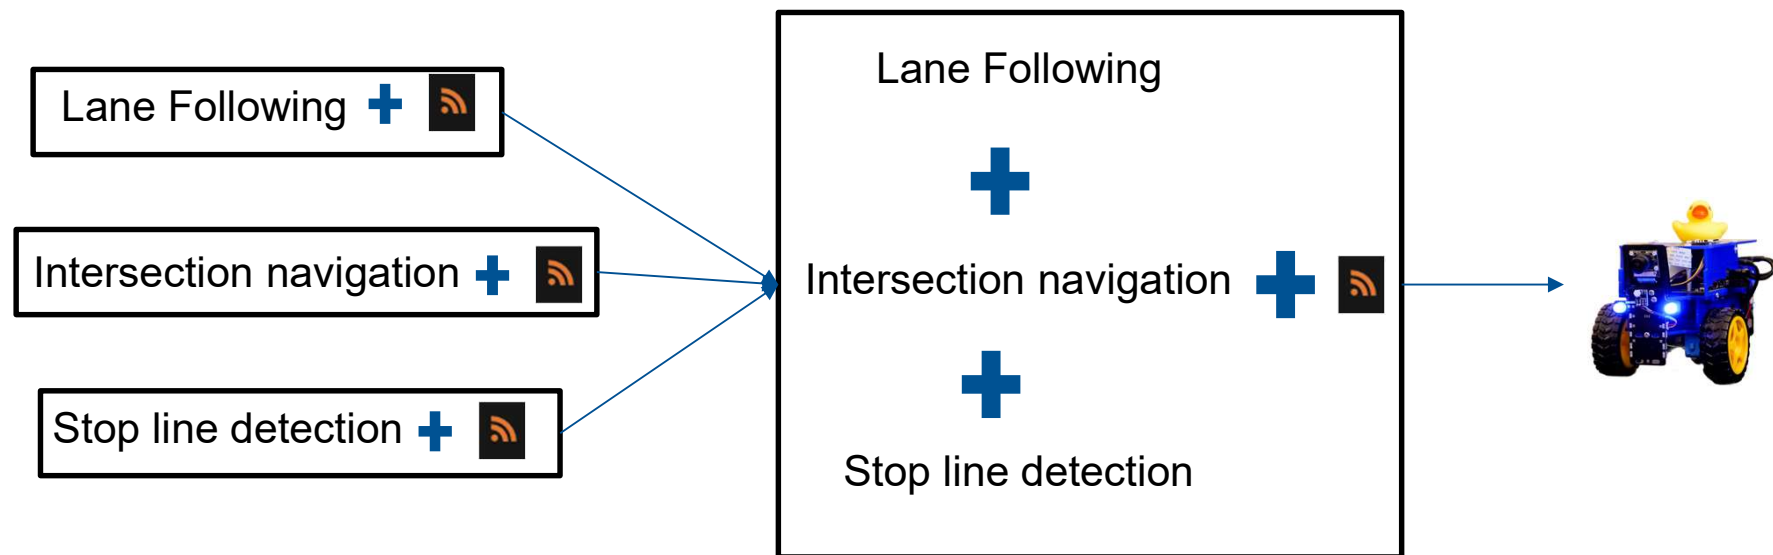 Lane Following
Intersection navigation
Stop line detection
Lane Following
Intersection navigation
Stop line detection